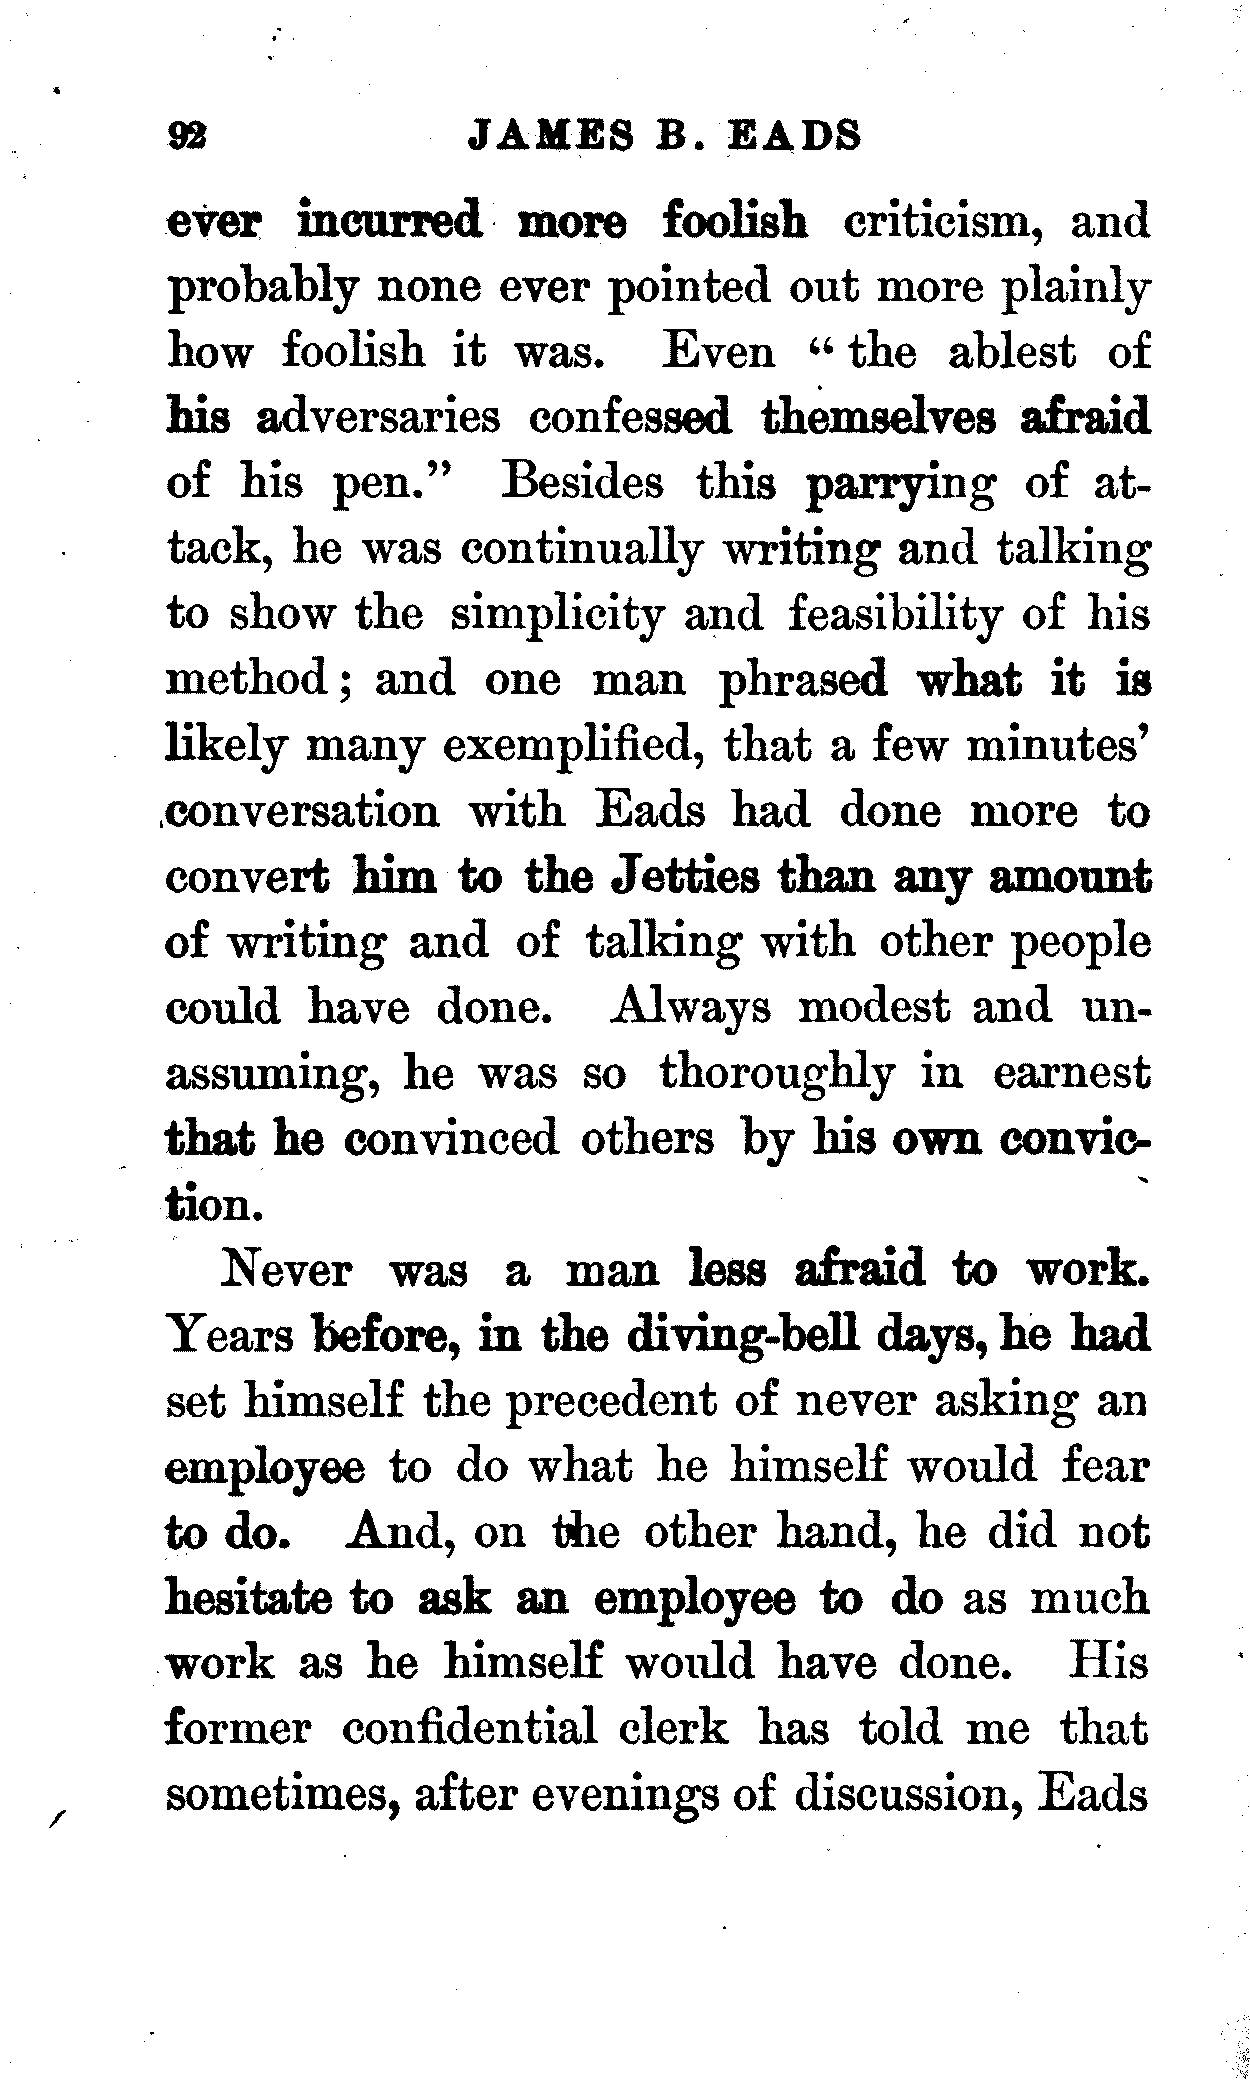 92 JAMES B. EADS
ever incurred more foolish criticism, and
probably none ever pointed out more plainly
how foolish it was. Even "the ablest of
his adversaries confessed themselves afraid
of his pen." Besides this parrying of at-
tack, he was continually writing and talking
to show the simplicity and feasibility of his
method; and one man phrased what it is
likely many exemplified, that a few minutes'
conversation with Eads had done more to
convert him to the Jetties than any amount
of writing and of talking with other people
could have done. Always modest and un-
assuming, he was so thoroughly in earnest
that he convinced others by his own convic-
tion.
Never was a man less afraid to work.
Years before, in the diving-bell days, he had
set himself the precedent of never asking an
employee to do what he himself would fear
to do. And, on the other hand, he did not
hesitate to ask an employee to do as much
work as he himself would have done. His
former confidential clerk has told me that
sometimes, after evenings of discussion, Eads